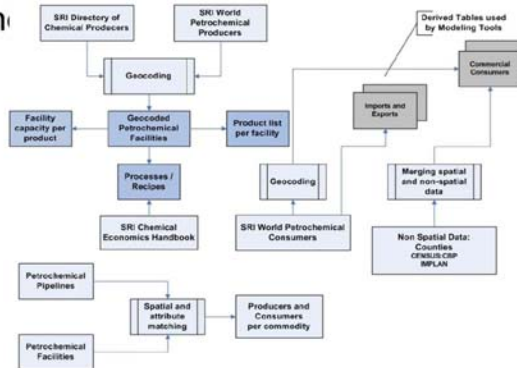 SRI Directory of
Chemical Producers
SRI World
Petrochemical
Producers
Derived Tables used
by Modeling Tools
Geocoding
Commercial
Consumers
Imports and
Exports
Facility
capacity per
product
Geocoded
Petrochemical
Facilities
Product list
per facility
Processes /
Recipes
Geocoding
Merging spatial
and non-spatial
data
SRI Chemical
Economics Handbook
SRI World Petrochemical
Consumers
Non Spatial Data:
Counties
CENSUS:CBP
IMPLAN
Petrochemical
Pipelines
Spatial and
attribute
matching
Producers and
Consumers
per commodity
Petrochemical
Facilities